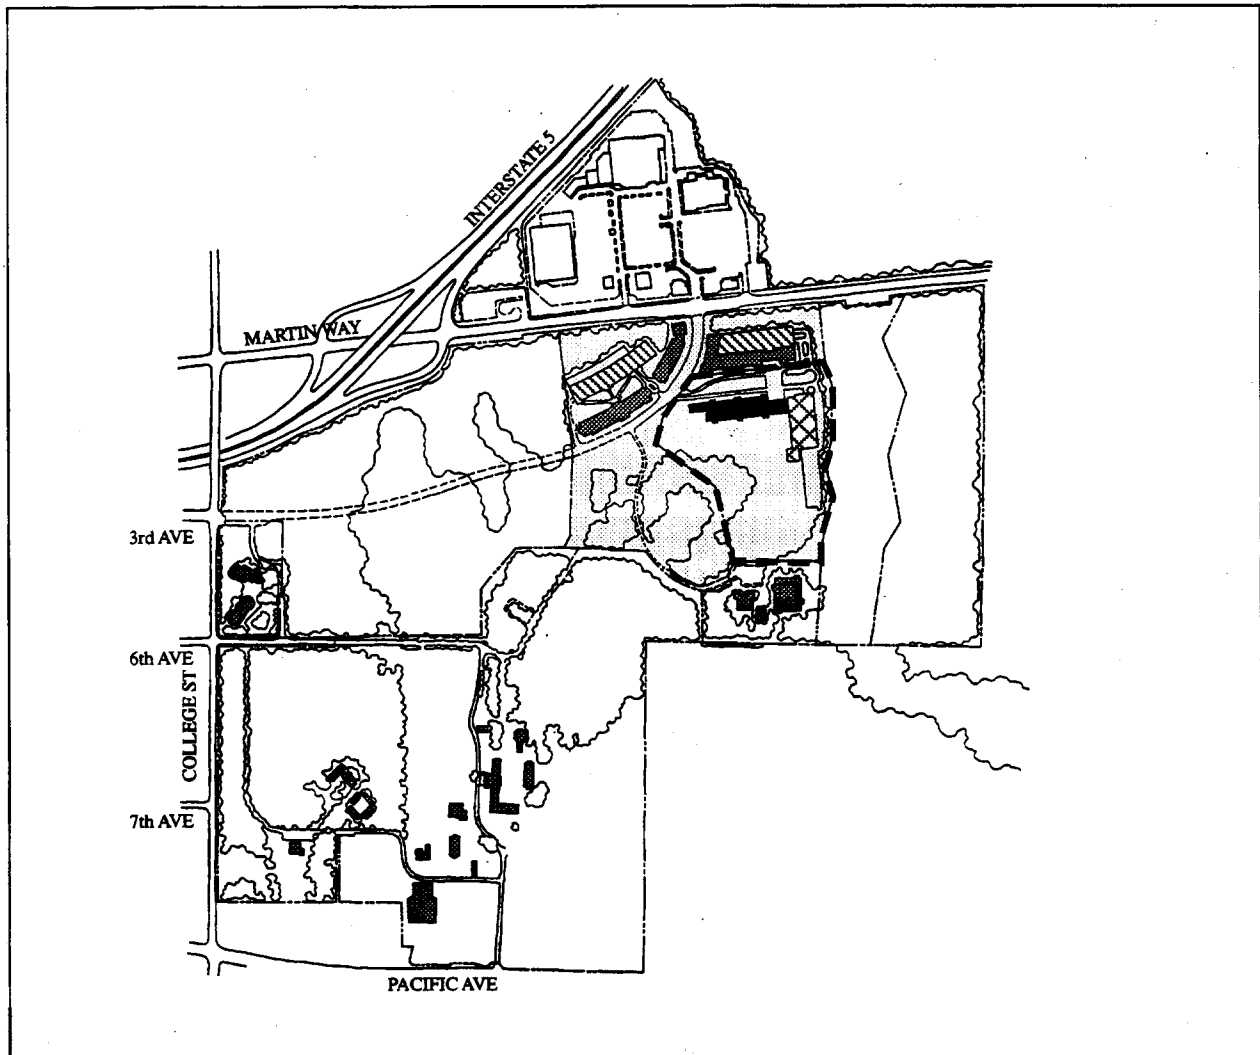 INTERSTATE 5
MARTIN WAY
3rd AVE
6th AVE
COLLEGE ST
7th AVE
PACIFIC AVE